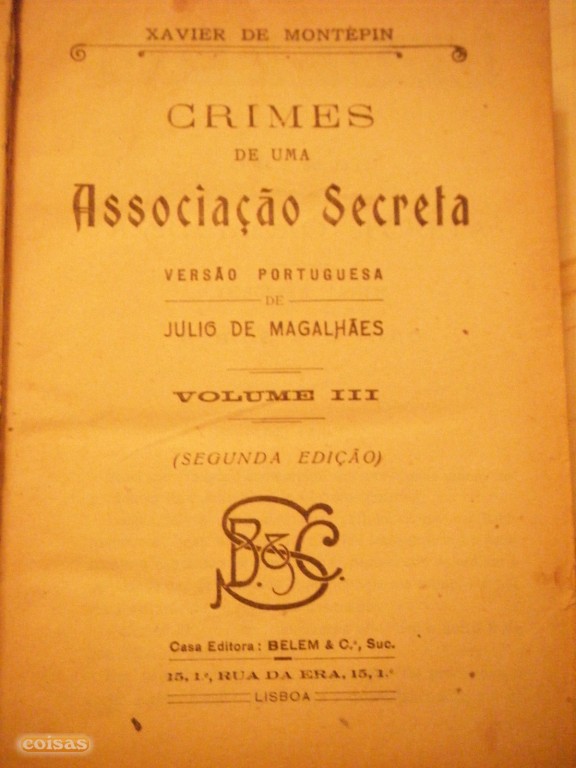 XAVIER DE MONTÉPIN
CRIMES
DE UMA
Associação Secreta
VERSÃO PORTUGUESA
DE
JULIO DE MAGALHÃES
VOLUME III
(SEGUNDA EDIÇÃO)
B. & C.
Casa Editora: BELEM & C.ª, Suc.
15, 1.º, RUA DA ERA, 15, 1.º
LISBOA
coisas